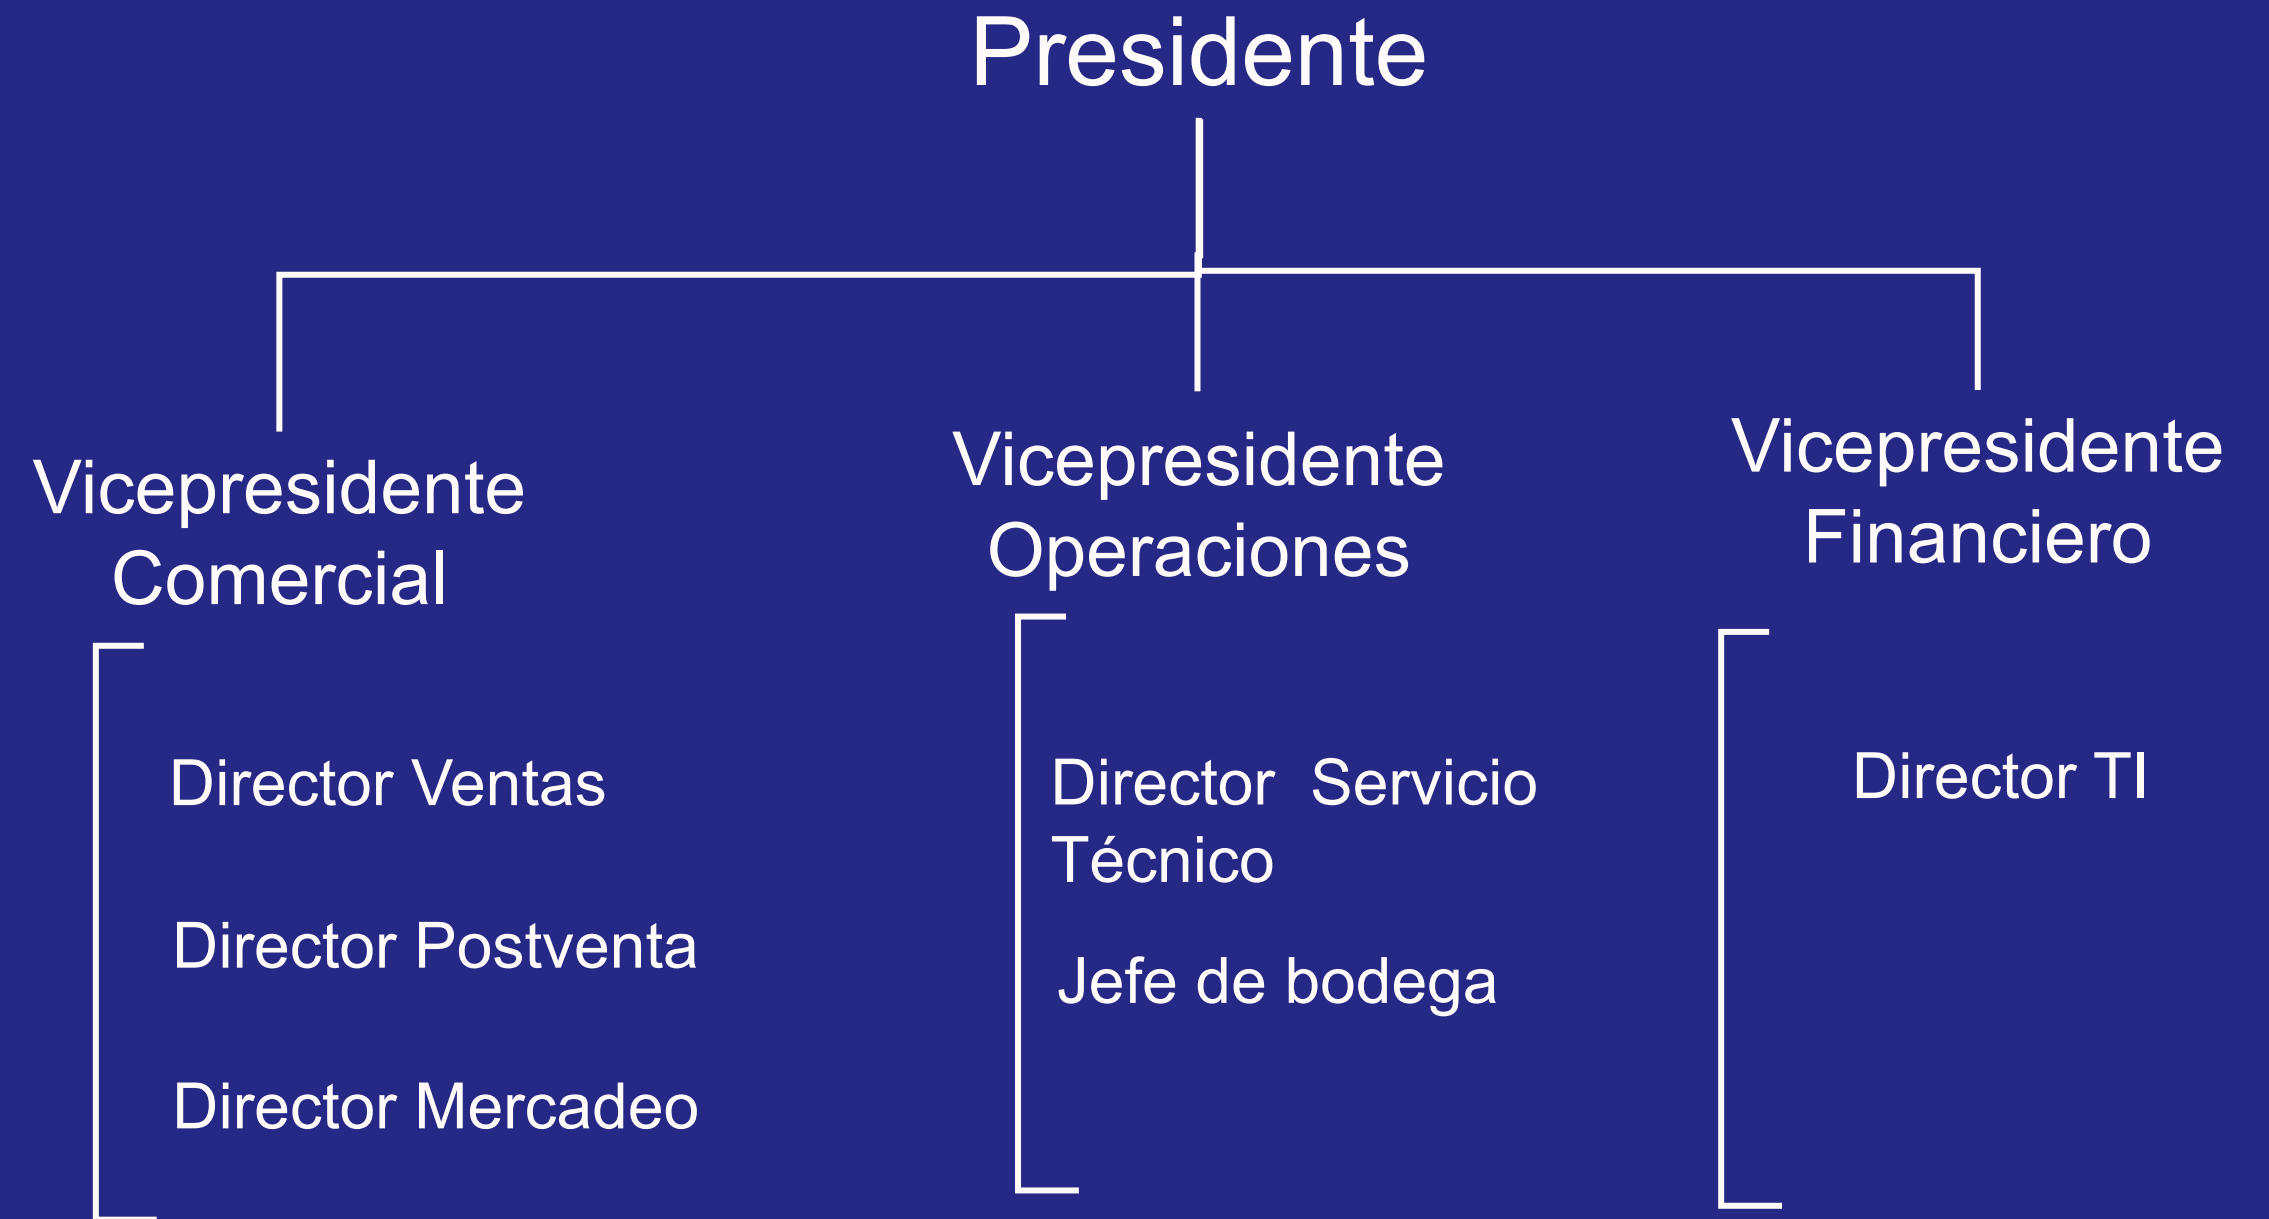 Presidente
Vicepresidente
Comercial
Director Ventas
Director Postventa
Director Mercadeo
Vicepresidente
Operaciones
Director  Servicio
Técnico
Jefe de bodega
Vicepresidente
Financiero
Director TI